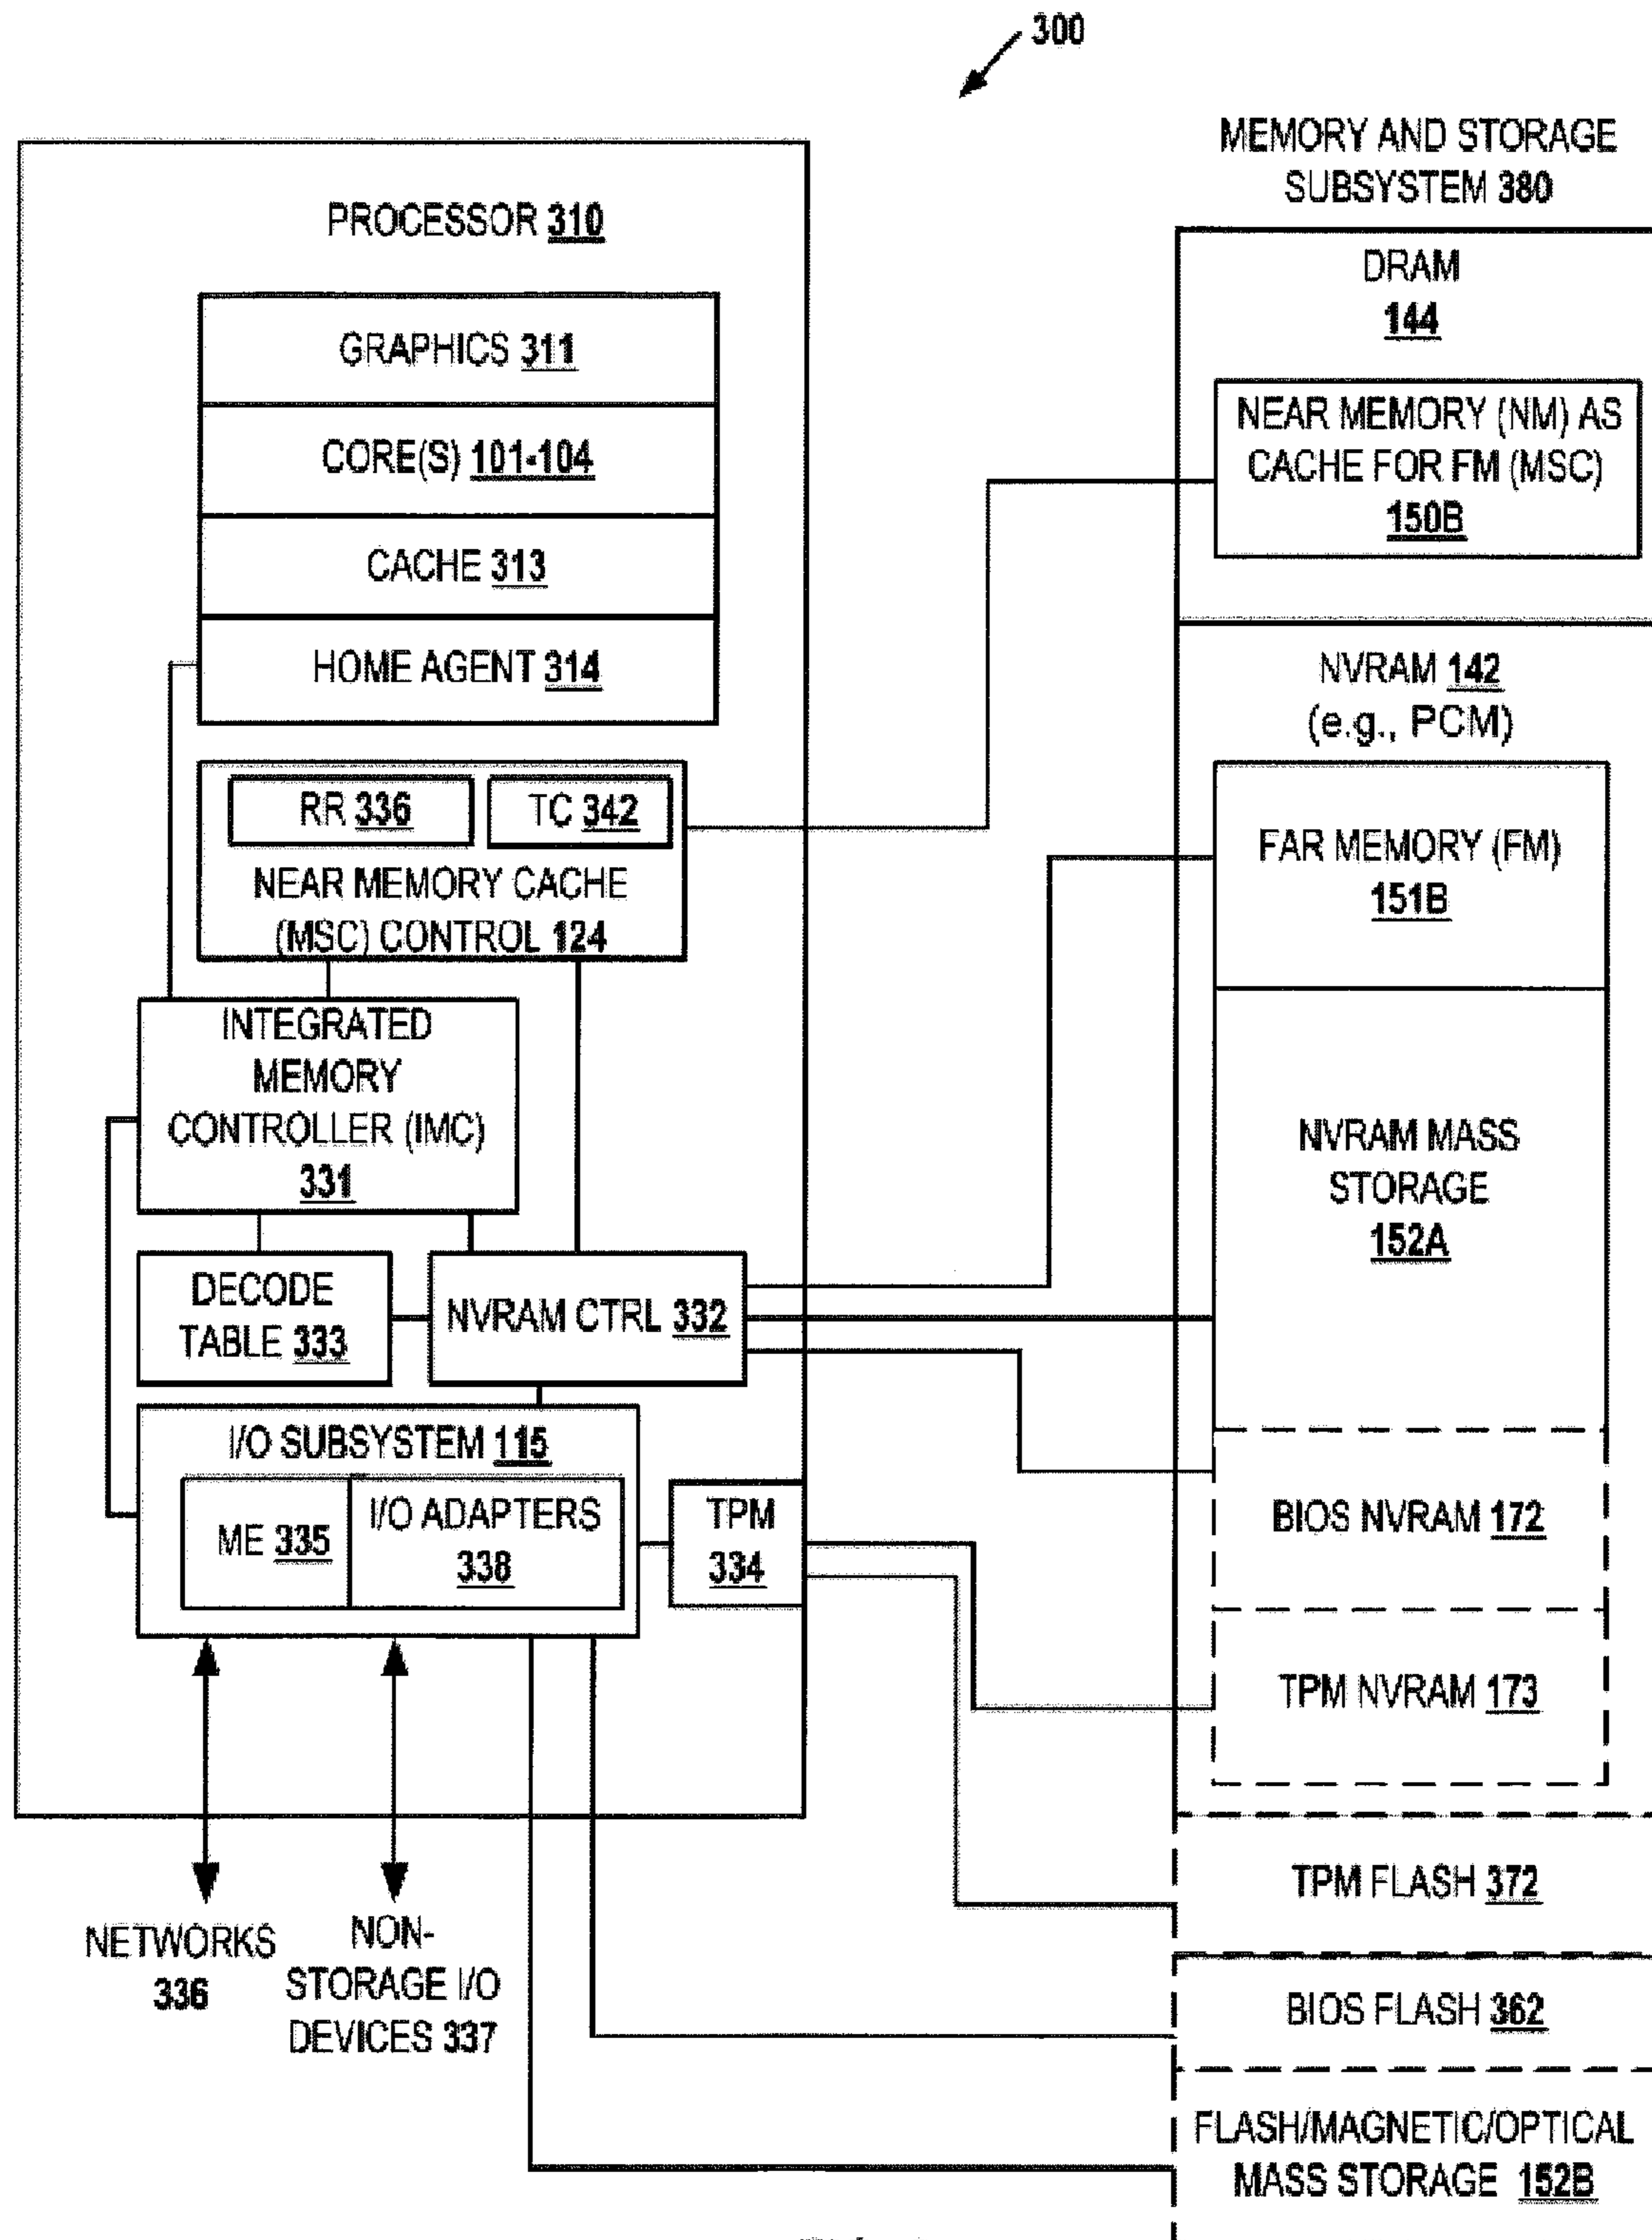 300
PROCESSOR 310
GRAPHICS 311
CORE(S) 101-104
CACHE 313
HOME AGENT 314
RR 336
TC 342
NEAR MEMORY CACHE
(MSC) CONTROL 124
INTEGRATED
MEMORY
CONTROLLER (IMC)
331
DECODE
TABLE 333
NVRAM CTRL 332
I/O SUBSYSTEM 115
ME 335
I/O ADAPTERS
338
TPM
334
NETWORKS
336
NON-
STORAGE I/O
DEVICES 337
MEMORY AND STORAGE
SUBSYSTEM 380
DRAM
144
NEAR MEMORY (NM) AS
CACHE FOR FM (MSC)
150B
NVRAM 142
(e.g., PCM)
FAR MEMORY (FM)
151B
NVRAM MASS
STORAGE
152A
BIOS NVRAM 172
TPM NVRAM 173
TPM FLASH 372
BIOS FLASH 362
FLASH/MAGNETIC/OPTICAL
MASS STORAGE 152B